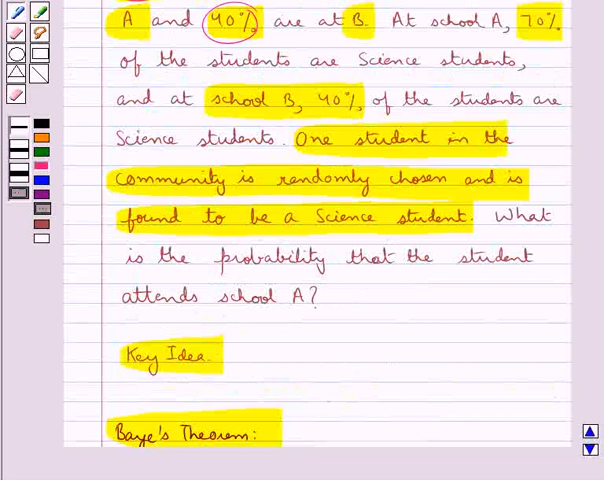 A and 40% are at B. At school A, 70%
of the students are Science students,
and at school B, 40% of the students are
Science students. One student in the
community is randomly chosen and is
found to be a Science student. What
is the probability that the student
attends school A?
Key Idea.
Baye's Theorem: